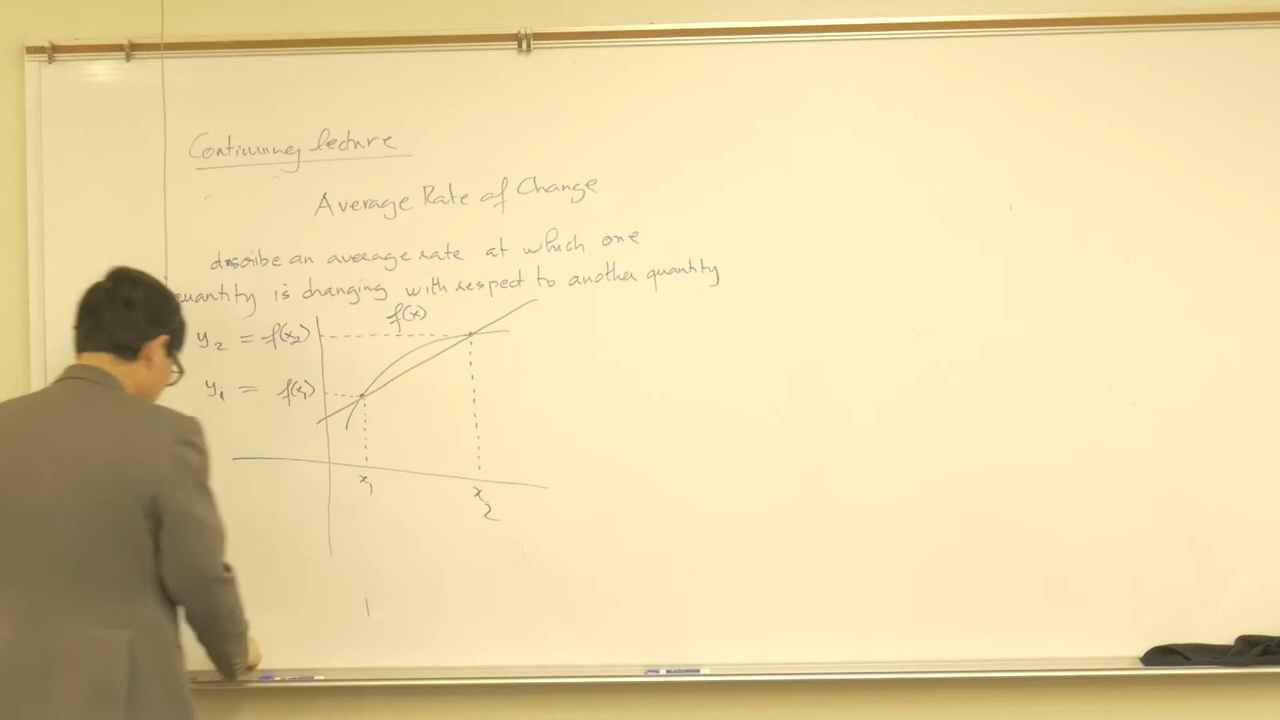 Continuing lecture
Average Rate of Change
describe an average rate at which one
quantity is changing with respect to another quantity
f(x)
y₂ = f(x₂)
y₁ = f(x₁)
x₁
x₂